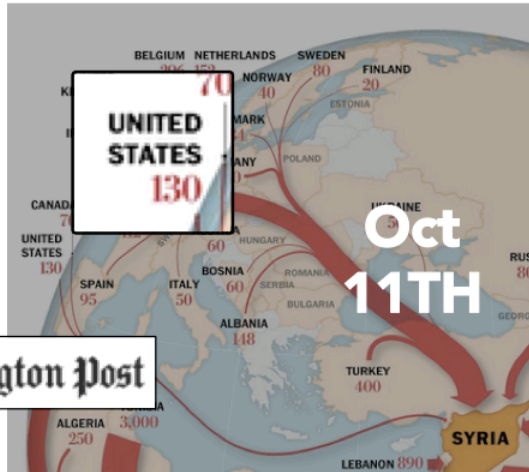 BELGIUM NETHERLANDS SWEDEN
80
NORWAY
40
FINLAND
20
ESTONIA
70
UNITED
STATES
130
POLAND
CANADA
UNITED
STATES
130
UKRAINE
Oct
11TH
60
HUNGARY
SPAIN
95
ITALY
50
BOSNIA
60
ROMANIA
SERBIA
BULGARIA
ALBANIA
148
gton Post
TURKEY
400
ALGERIA
250
3,000
SYRIA
LEBANON 890